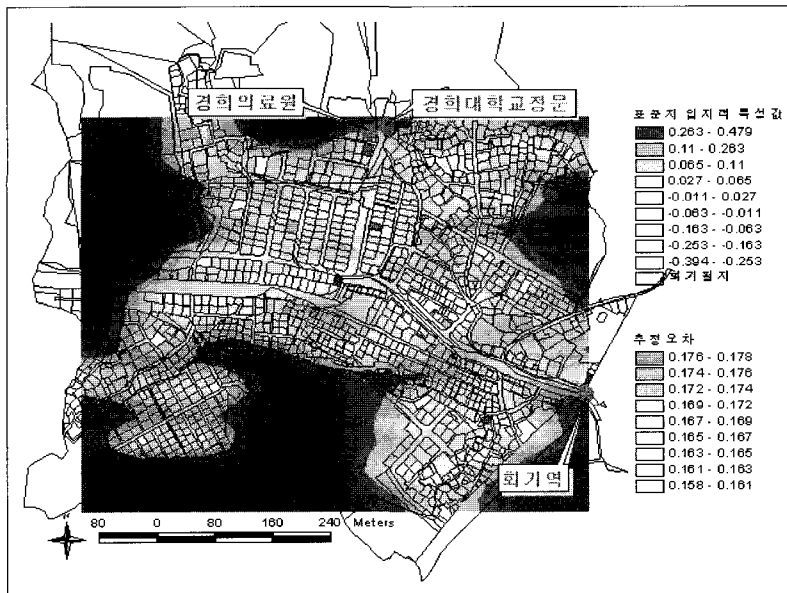 경희의료원
경희대학교정문
표준지 입지력 특성값
0.263 - 0.479
0.11 - 0.263
0.065 - 0.11
0.027 - 0.065
-0.011 - 0.027
-0.063 - -0.011
-0.163 - -0.063
-0.253 - -0.163
-0.394 - -0.253
회기필지
추정오차
0.176 - 0.178
0.174 - 0.176
0.172 - 0.174
0.169 - 0.172
0.167 - 0.169
0.165 - 0.167
0.163 - 0.165
0.161 - 0.163
0.158 - 0.161
회기역
80 0 80 160 240 Meters